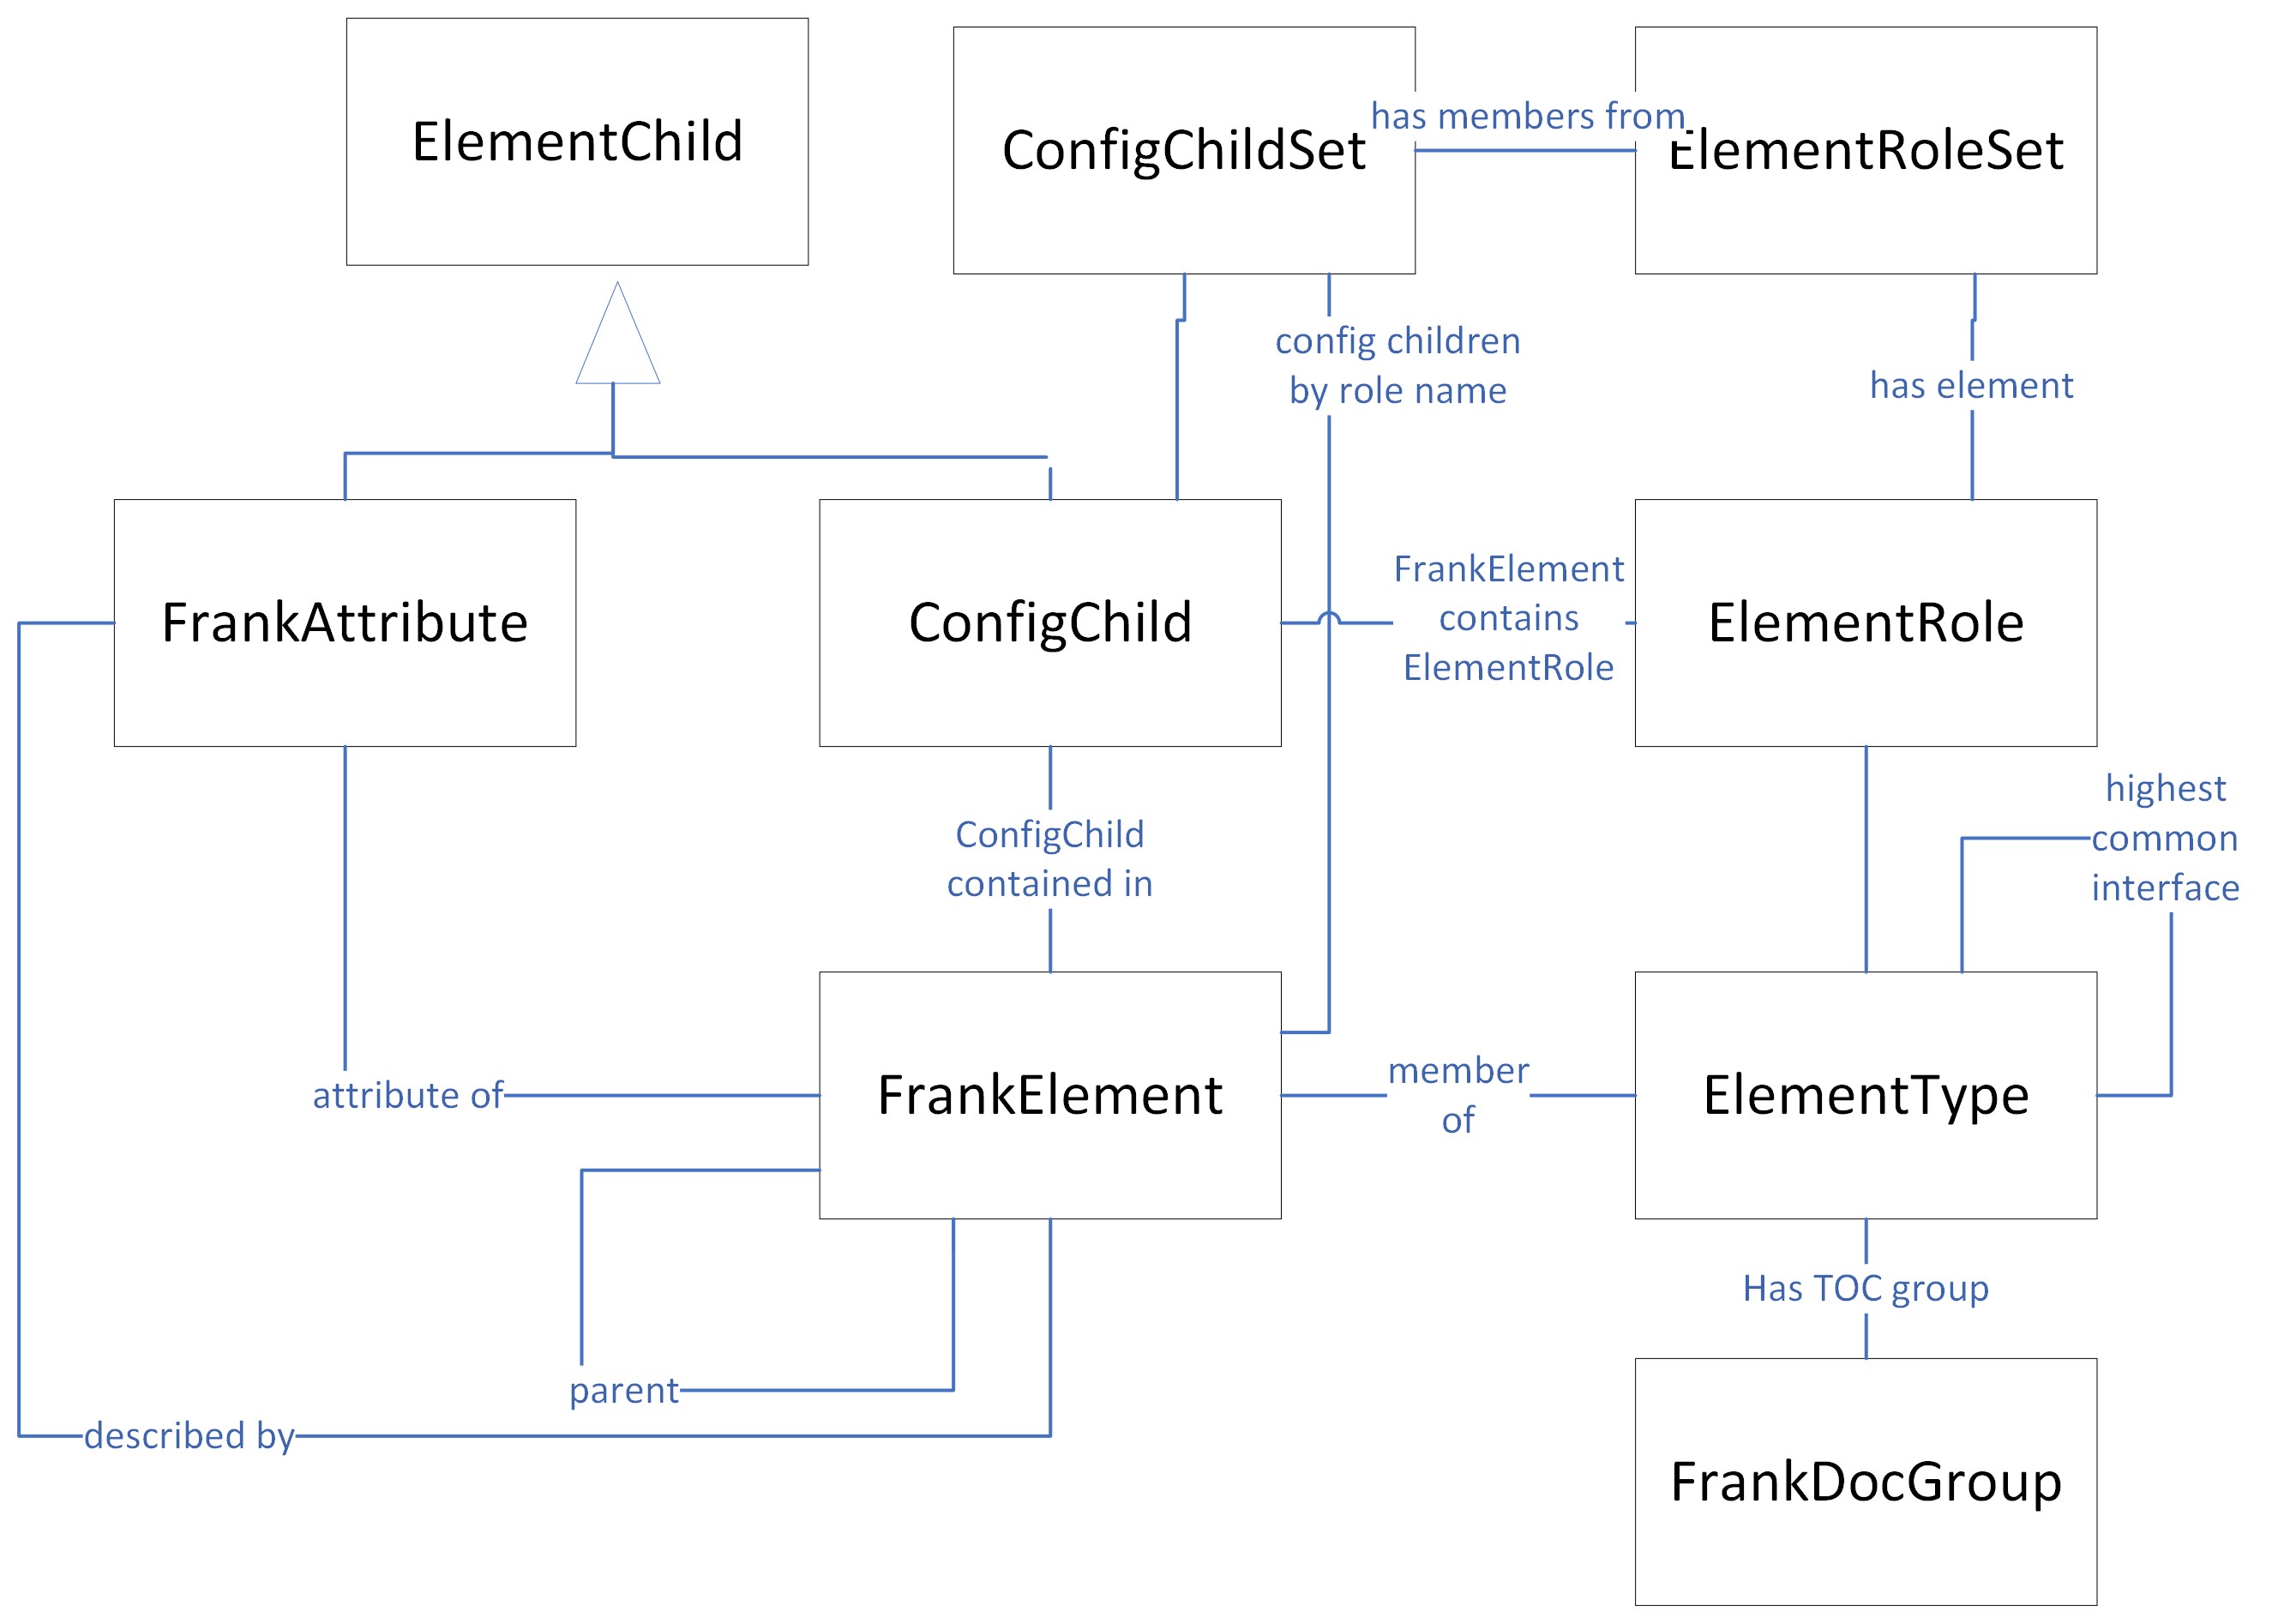 ElementChild
ConfigChildSet
has members from
ElementRoleSet
config children
by role name
has element
FrankAttribute
ConfigChild
FrankElement
contains
ElementRole
ElementRole
highest
common
interface
ConfigChild
contained in
attribute of
FrankElement
member
of
ElementType
Has TOC group
parent
described by
FrankDocGroup